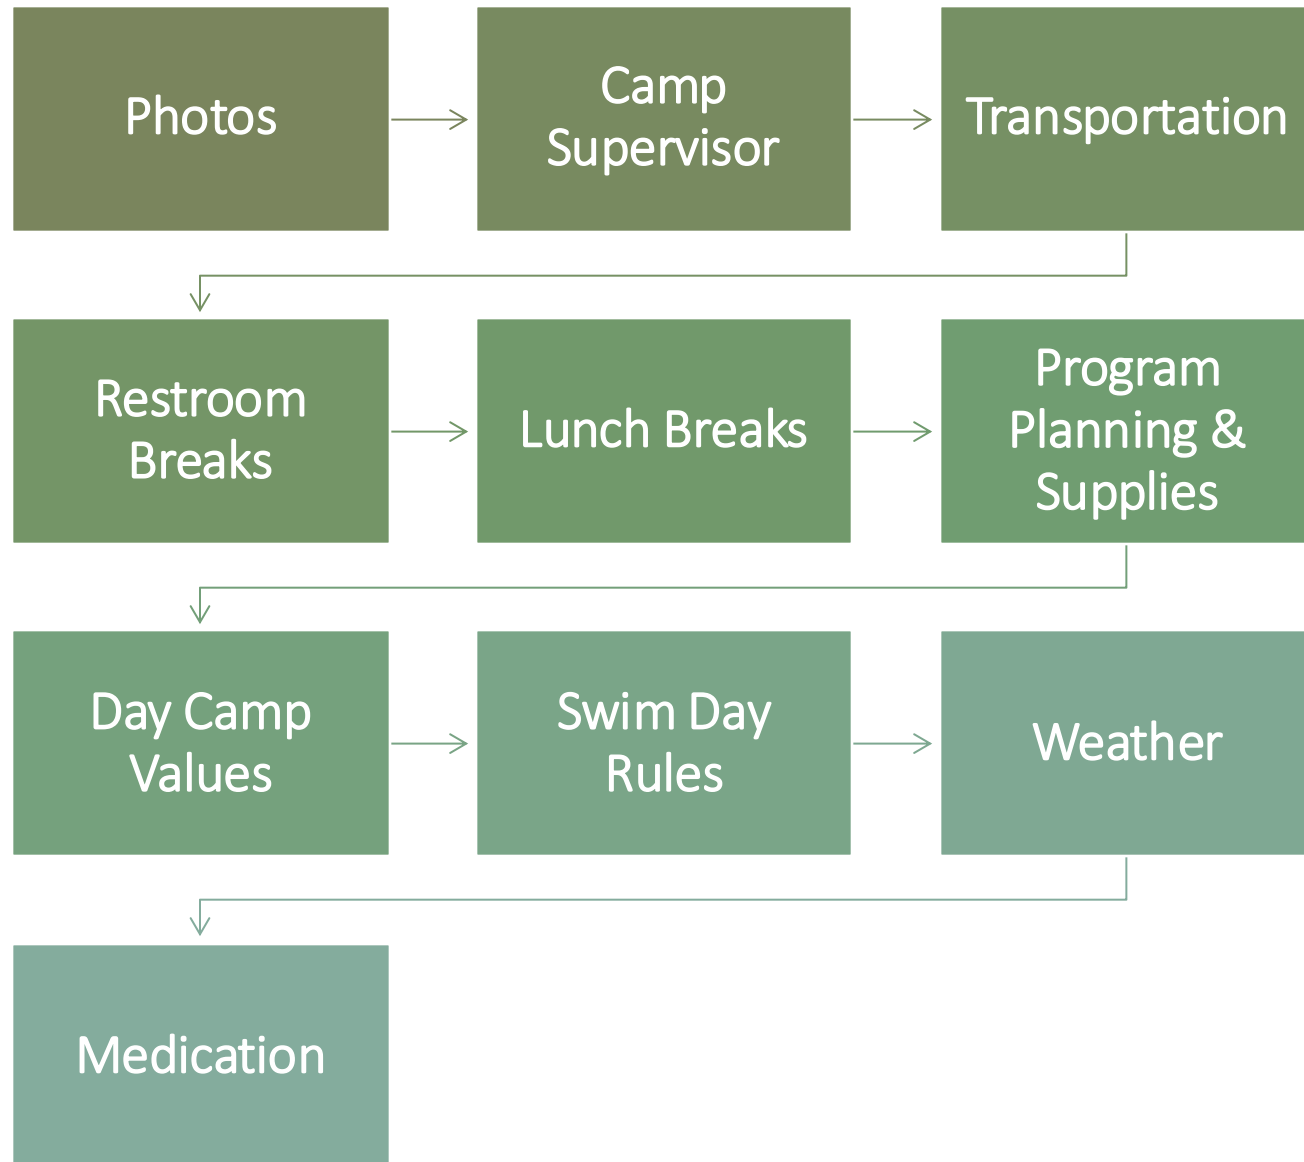 Photos
Camp
Supervisor
Transportation
Restroom
Breaks
Lunch Breaks
Program
Planning &
Supplies
Day Camp
Values
Swim Day
Rules
Weather
Medication